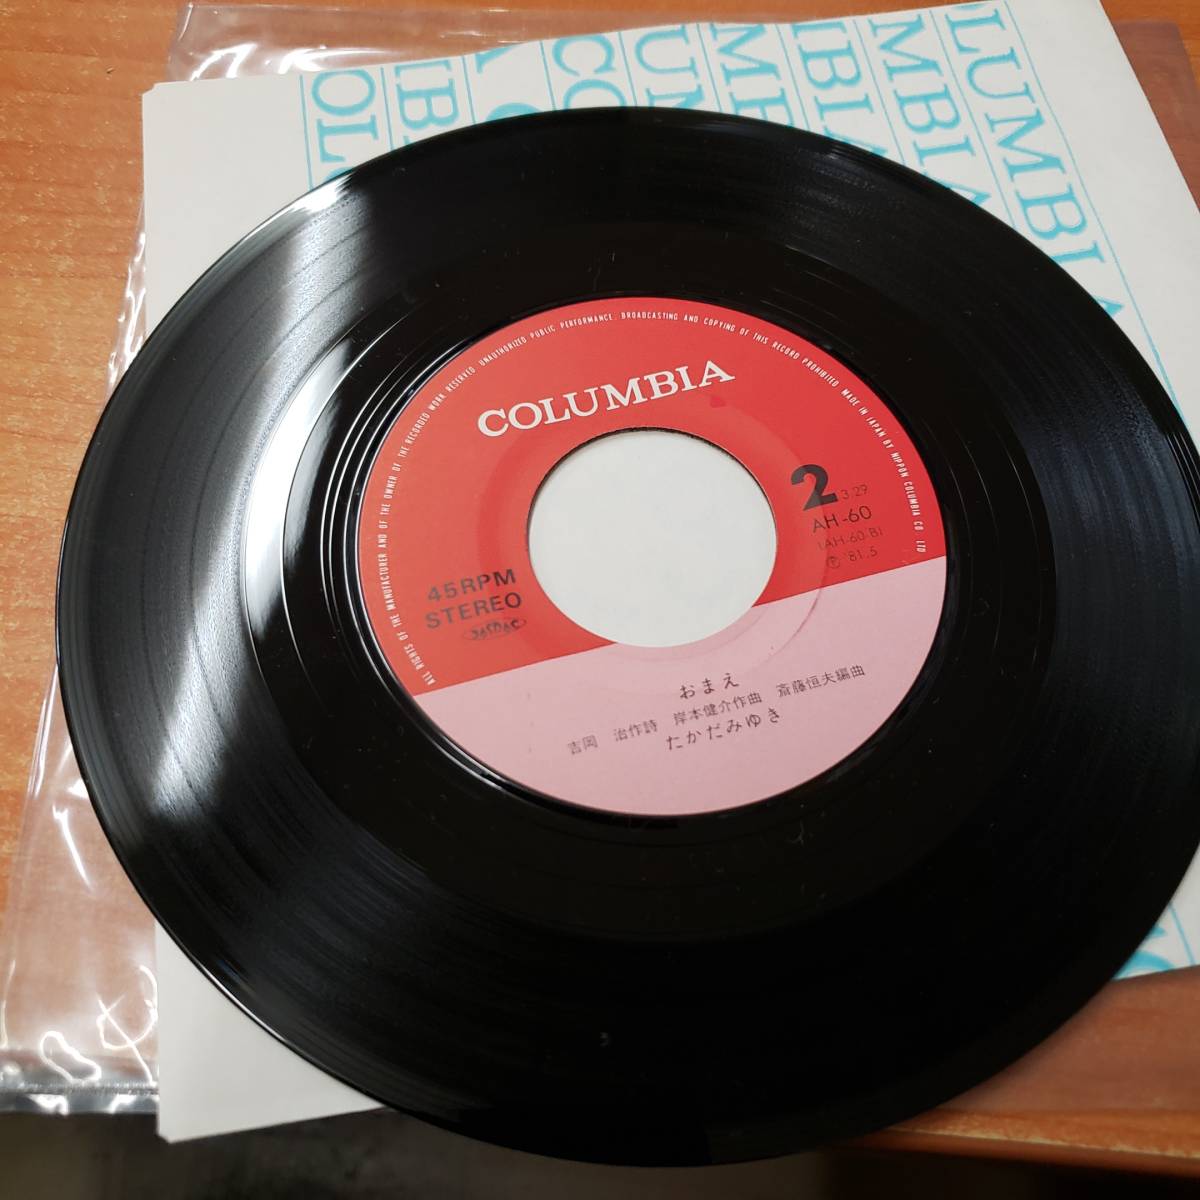 ALL RIGHTS OF THE MANUFACTURER AND OF THE OWNER OF THE RECORDED WORK RESERVED. UNAUTHORIZED PUBLIC PERFORMANCE. BROADCASTING AND COPYING OF THIS RECORD PROHIBITED. MADE IN JAPAN BY NIPPON COLUMBIA CO. LTD.
COLUMBIA
2 3:29
AH-60
(AH-60-B)
Ⓟ '81.5
45RPM
STEREO
JASRAC
おまえ
吉岡 治作詩 岸本健介作曲 斎藤恒夫編曲
たかだみゆき